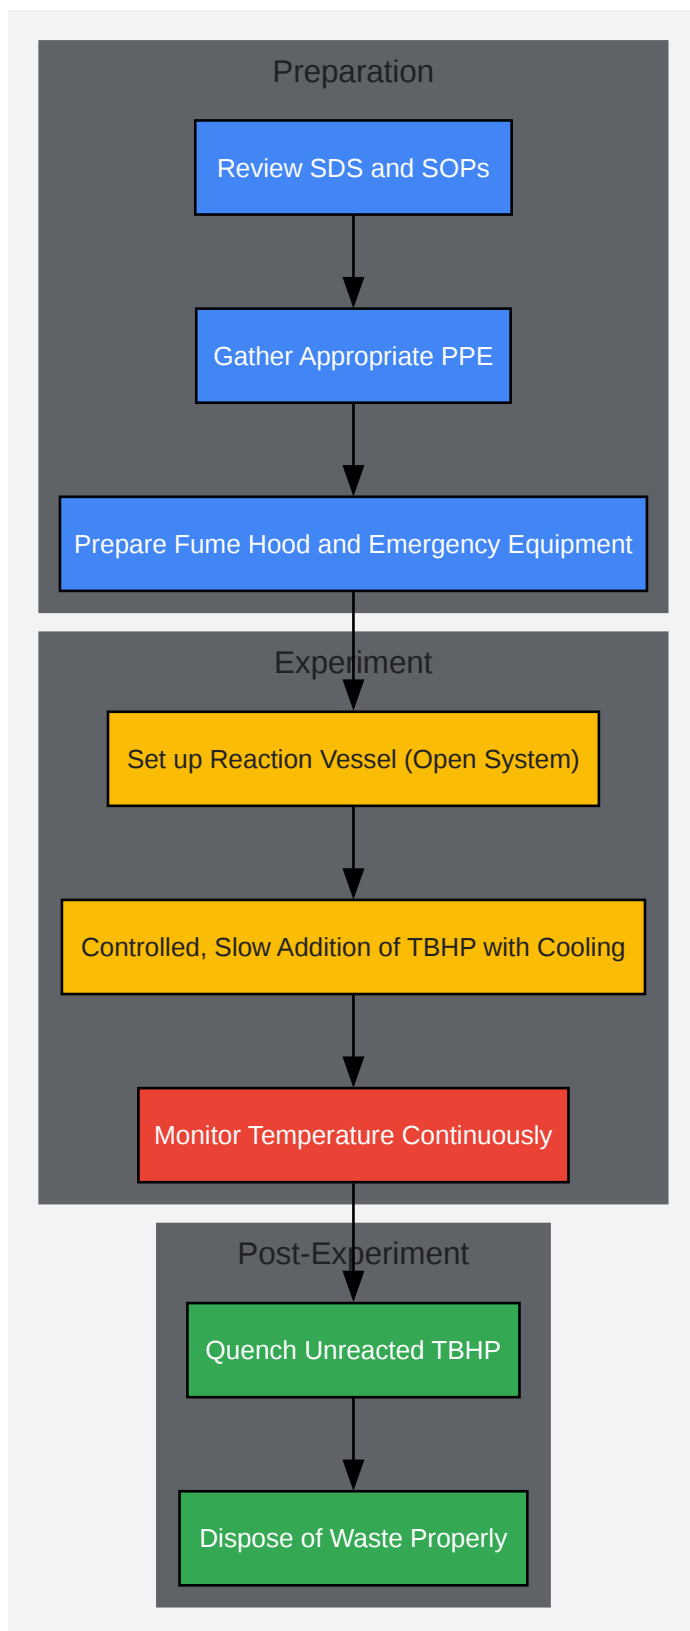 Preparation
Review SDS and SOPs
Gather Appropriate PPE
Prepare Fume Hood and Emergency Equipment
Experiment
Set up Reaction Vessel (Open System)
Controlled, Slow Addition of TBHP with Cooling
Monitor Temperature Continuously
Post-Experiment
Quench Unreacted TBHP
Dispose of Waste Properly